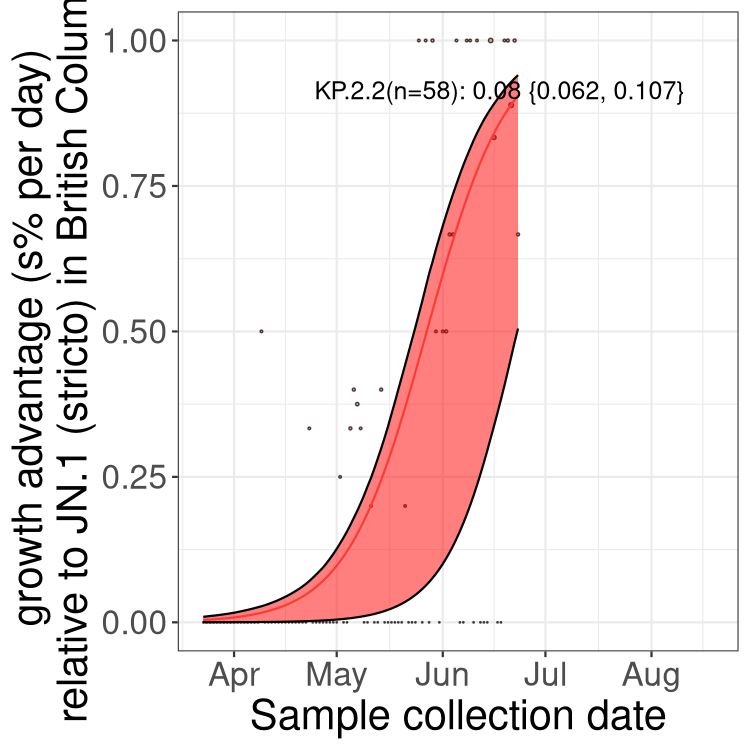 growth advantage (s% per day)
relative to JN.1 (stricto) in British Colum
1.00
0.75
0.50
0.25
0.00
KP.2.2(n=58): 0.08 {0.062, 0.107}
Apr May Jun Jul Aug
Sample collection date